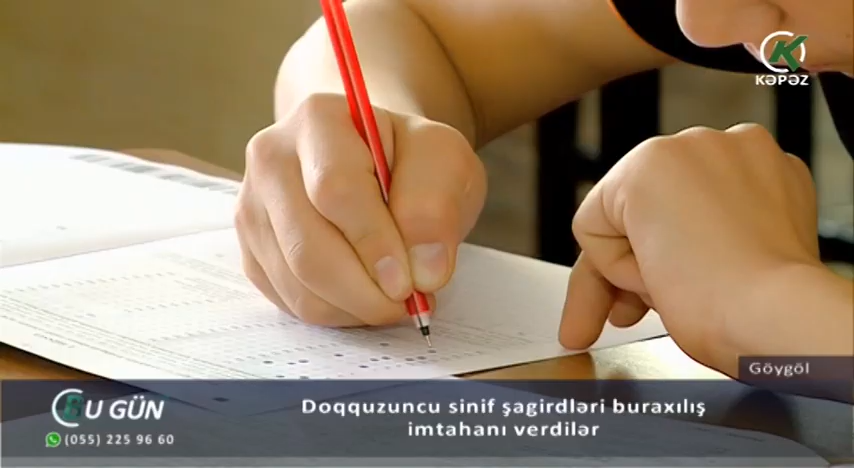 KƏPƏZ
Göygöl
BU GÜN
(055) 225 96 60
Doqquzuncu sinif şagirdləri buraxılış
imtahanı verdilər